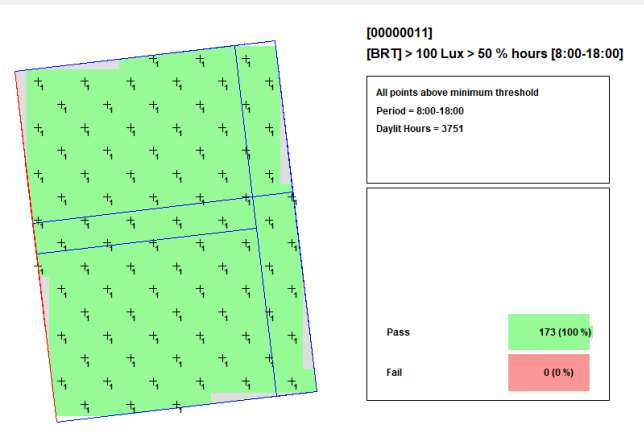 [00000011]
[BRT] > 100 Lux > 50 % hours [8:00-18:00]
All points above minimum threshold
Period = 8:00-18:00
Daylit Hours = 3751
Pass 173 (100 %)
Fail 0 (0 %)